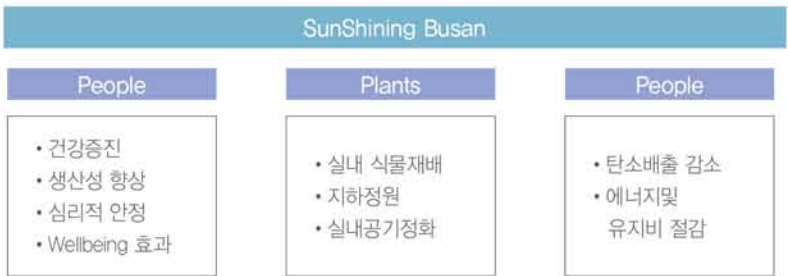 SunShining Busan
People
• 건강증진
• 생산성 향상
• 심리적 안정
• Wellbeing 효과
Plants
• 실내 식물재배
• 지하정원
• 실내공기정화
People
• 탄소배출 감소
• 에너지및
유지비 절감